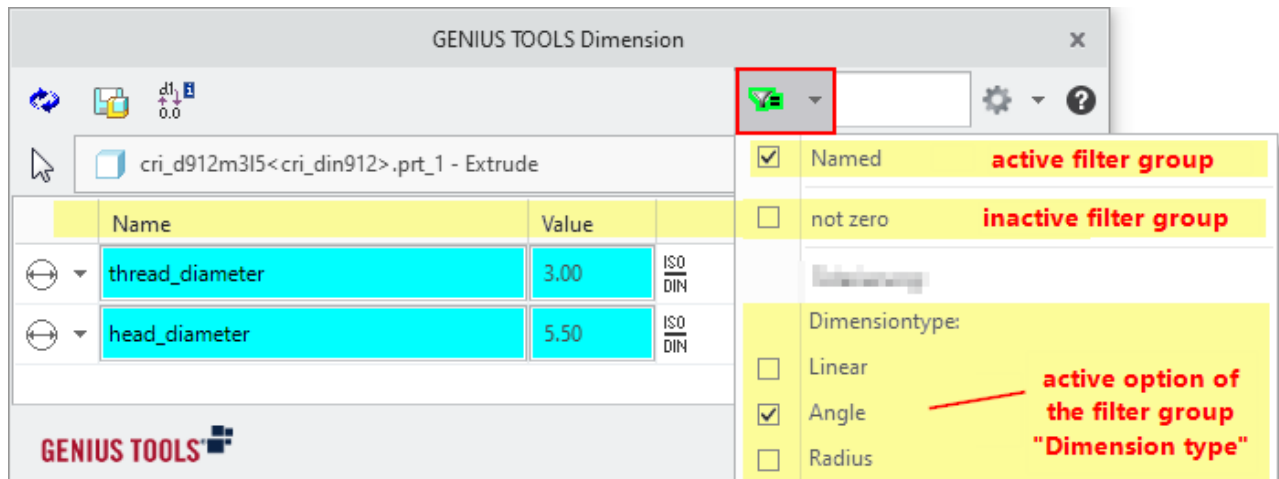 GENIUS TOOLS Dimension
d1 i
0.0
cri_d912m3l5<cri_din912>.prt_1 - Extrude
Named active filter group
Name Value
not zero inactive filter group
thread_diameter 3.00 ISO
DIN
head_diameter 5.50 ISO
DIN
Dimensiontype:
Linear
Angle
Radius
active option of
the filter group
"Dimension type"
GENIUS TOOLS